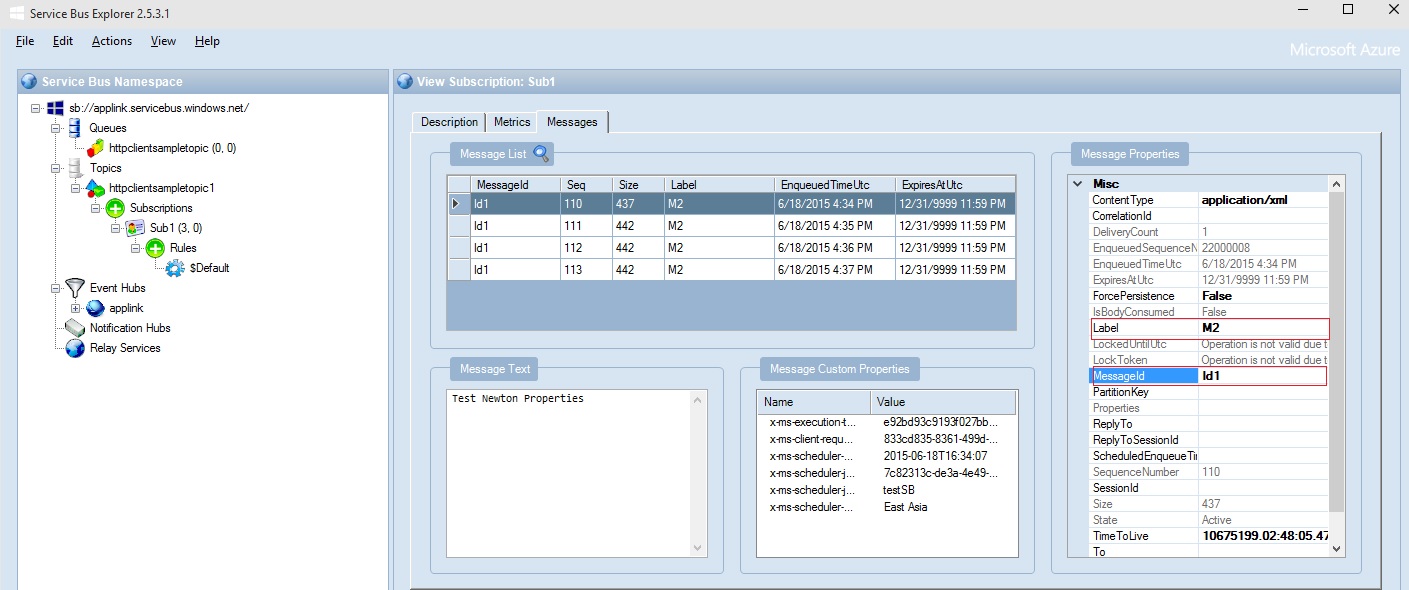 Service Bus Explorer 2.5.3.1
File Edit Actions View Help
Microsoft Azure
Service Bus Namespace
sb://applink.servicebus.windows.net/
Queues
httpclientsampletopic (0, 0)
Topics
httpclientsampletopic1
Subscriptions
Sub1 (3, 0)
Rules
$Default
Event Hubs
applink
Notification Hubs
Relay Services
View Subscription: Sub1
Description Metrics Messages
Message List
MessageId Seq Size Label EnqueuedTimeUtc ExpiresAtUtc
Id1 110 437 M2 6/18/2015 4:34 PM 12/31/9999 11:59 PM
Id1 111 442 M2 6/18/2015 4:35 PM 12/31/9999 11:59 PM
Id1 112 442 M2 6/18/2015 4:36 PM 12/31/9999 11:59 PM
Id1 113 442 M2 6/18/2015 4:37 PM 12/31/9999 11:59 PM
Message Text
Test Newton Properties
Message Custom Properties
Name Value
x-ms-execution-t... e92bd93c9193f027bb...
x-ms-client-requ... 833cd835-8361-499d-...
x-ms-scheduler-... 2015-06-18T16:34:07
x-ms-scheduler-j... 7c82313c-de3a-4e49-...
x-ms-scheduler-j... testSB
x-ms-scheduler-... East Asia
Message Properties
Misc
ContentType application/xml
CorrelationId
DeliveryCount 1
EnqueuedSequenceN 22000008
EnqueuedTimeUtc 6/18/2015 4:34 PM
ExpiresAtUtc 12/31/9999 11:59 PM
ForcePersistence False
IsBodyConsumed False
Label M2
LockedUntilUtc Operation is not valid due t
LockToken Operation is not valid due t
MessageId Id1
PartitionKey
Properties
ReplyTo
ReplyToSessionId
ScheduledEnqueueTi
SequenceNumber 110
SessionId
Size 437
State Active
TimeToLive 10675199.02:48:05.47
To